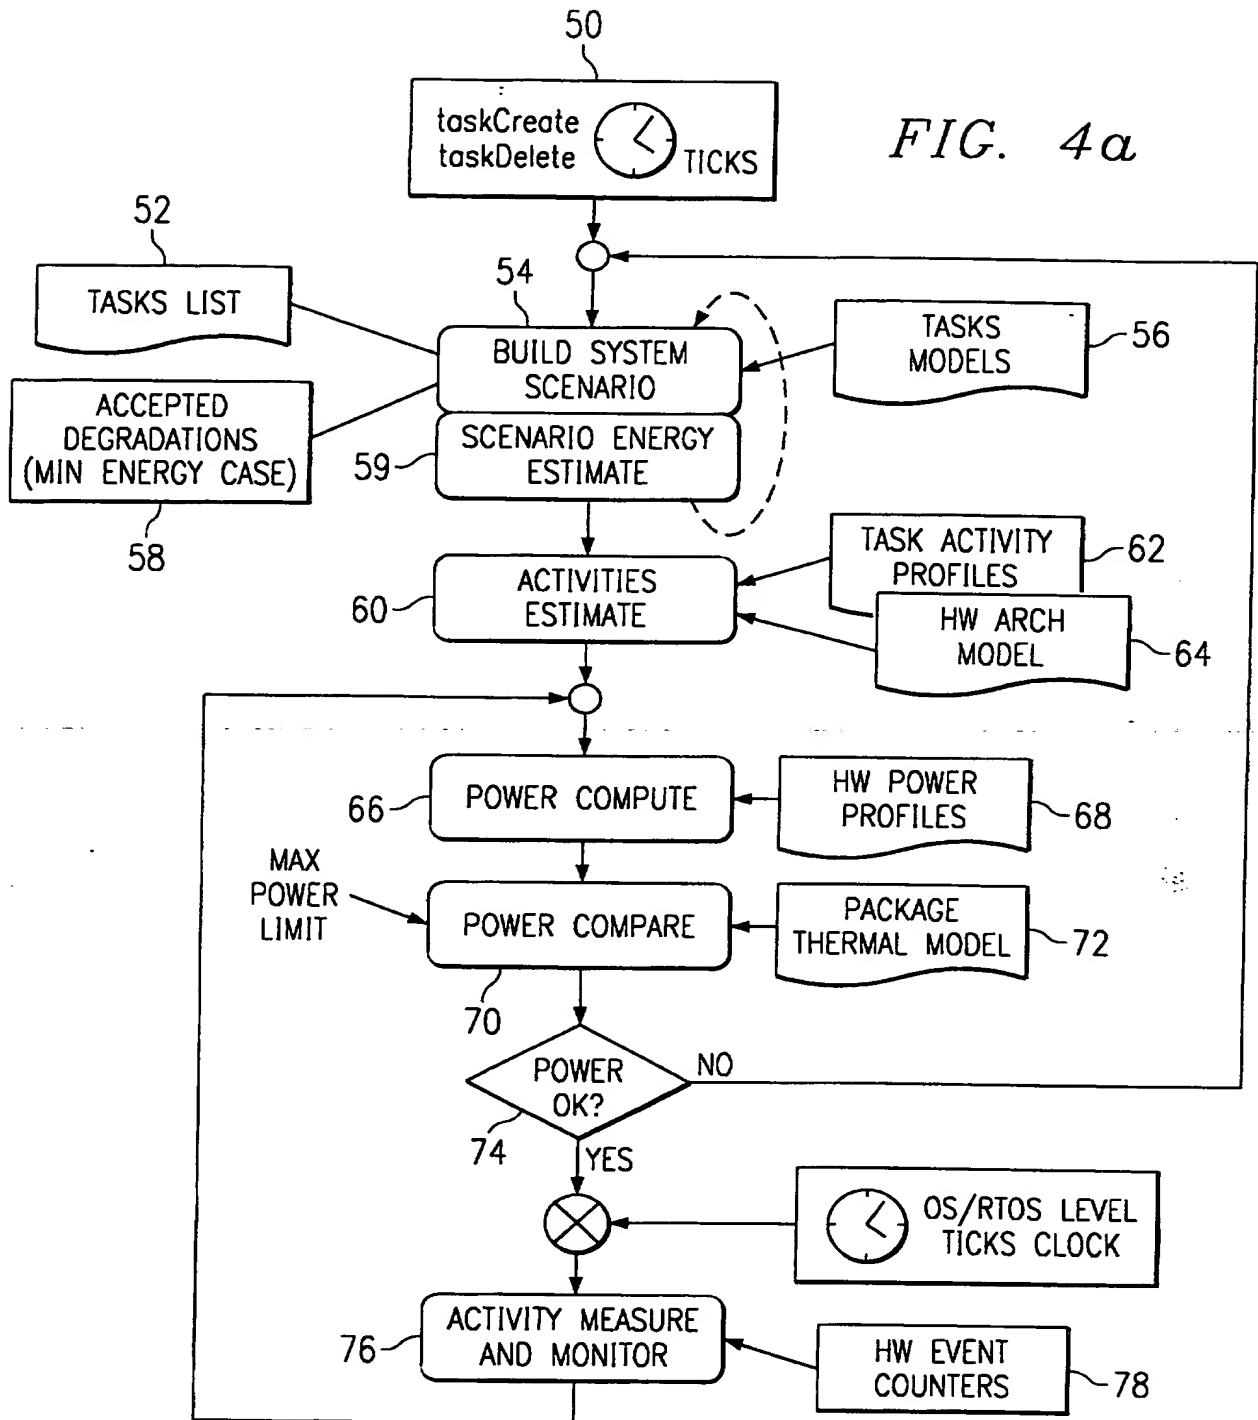 50
taskCreate
taskDelete
TICKS
FIG. 4a
52
TASKS LIST
54
BUILD SYSTEM
SCENARIO
TASKS
MODELS
56
ACCEPTED
DEGRADATIONS
(MIN ENERGY CASE)
58
SCENARIO ENERGY
ESTIMATE
59
ACTIVITIES
ESTIMATE
60
TASK ACTIVITY
PROFILES
62
HW ARCH
MODEL
64
66
POWER COMPUTE
HW POWER
PROFILES
68
MAX
POWER
LIMIT
POWER COMPARE
70
PACKAGE
THERMAL MODEL
72
POWER
OK?
NO
74
YES
OS/RTOS LEVEL
TICKS CLOCK
76
ACTIVITY MEASURE
AND MONITOR
HW EVENT
COUNTERS
78